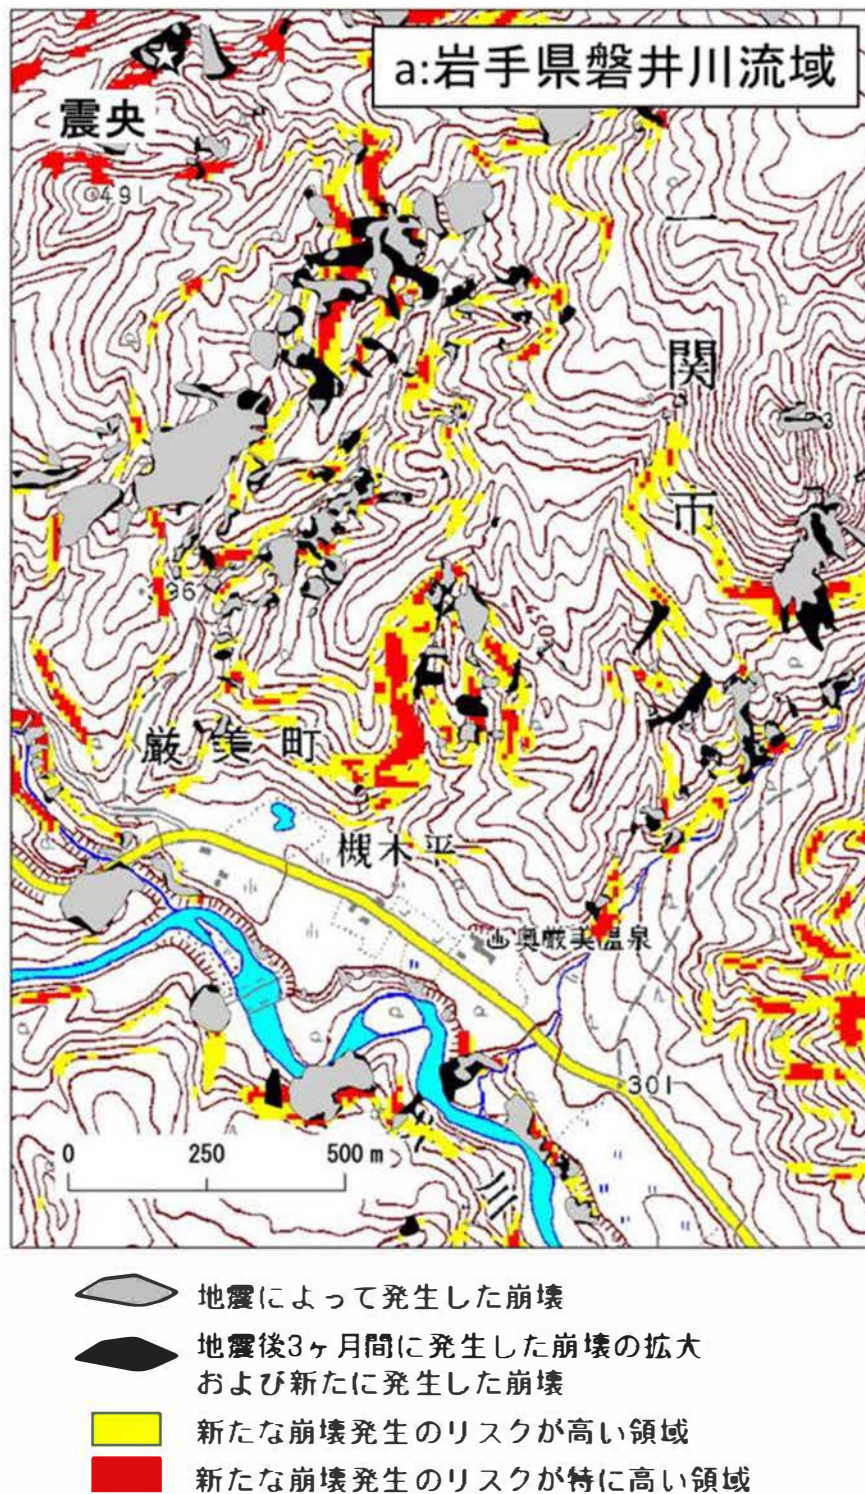 a:岩手県磐井川流域
震央
491
一
関
市
396
厳美町
槻木平
奥厳美温泉
301
0 250 500 m
川
地震によって発生した崩壊
地震後3ヶ月間に発生した崩壊の拡大
および新たに発生した崩壊
新たな崩壊発生のリスクが高い領域
新たな崩壊発生のリスクが特に高い領域